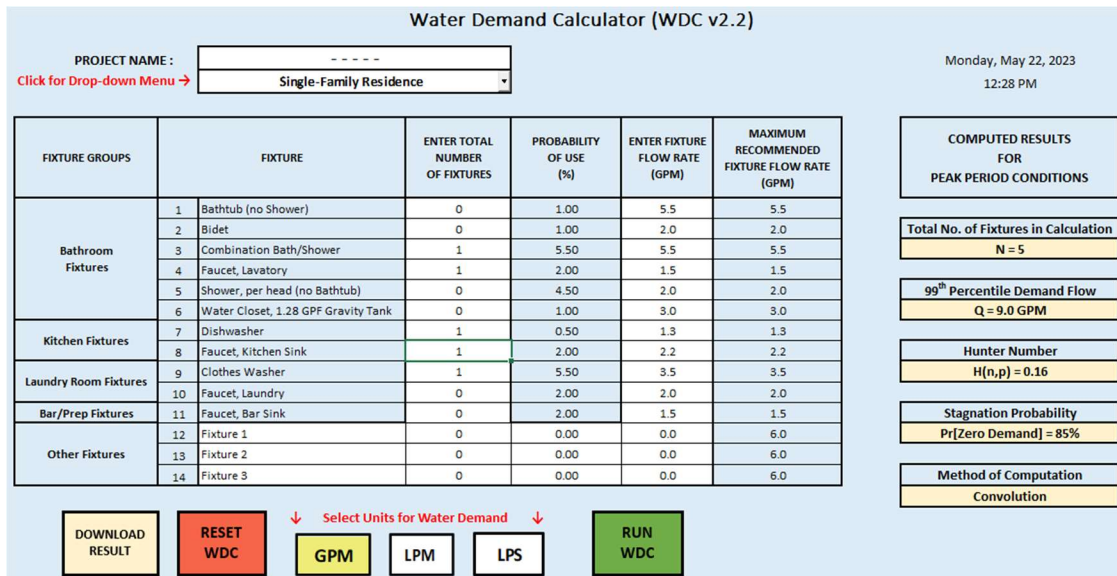 Water Demand Calculator (WDC v2.2)
PROJECT NAME : - - - - -
Click for Drop-down Menu → Single-Family Residence
Monday, May 22, 2023
12:28 PM
FIXTURE GROUPS FIXTURE ENTER TOTAL NUMBER OF FIXTURES PROBABILITY OF USE (%) ENTER FIXTURE FLOW RATE (GPM) MAXIMUM RECOMMENDED FIXTURE FLOW RATE (GPM)
Bathroom Fixtures
1 Bathtub (no Shower) 0 1.00 5.5 5.5
2 Bidet 0 1.00 2.0 2.0
3 Combination Bath/Shower 1 5.50 5.5 5.5
4 Faucet, Lavatory 1 2.00 1.5 1.5
5 Shower, per head (no Bathtub) 0 4.50 2.0 2.0
6 Water Closet, 1.28 GPF Gravity Tank 0 1.00 3.0 3.0
Kitchen Fixtures
7 Dishwasher 1 0.50 1.3 1.3
8 Faucet, Kitchen Sink 1 2.00 2.2 2.2
Laundry Room Fixtures
9 Clothes Washer 1 5.50 3.5 3.5
10 Faucet, Laundry 0 2.00 2.0 2.0
Bar/Prep Fixtures
11 Faucet, Bar Sink 0 2.00 1.5 1.5
Other Fixtures
12 Fixture 1 0 0.00 0.0 6.0
13 Fixture 2 0 0.00 0.0 6.0
14 Fixture 3 0 0.00 0.0 6.0
COMPUTED RESULTS
FOR
PEAK PERIOD CONDITIONS
Total No. of Fixtures in Calculation
N = 5
99th Percentile Demand Flow
Q = 9.0 GPM
Hunter Number
H(n,p) = 0.16
Stagnation Probability
Pr[Zero Demand] = 85%
Method of Computation
Convolution
DOWNLOAD
RESULT
RESET
WDC
↓ Select Units for Water Demand ↓
GPM LPM LPS
RUN
WDC